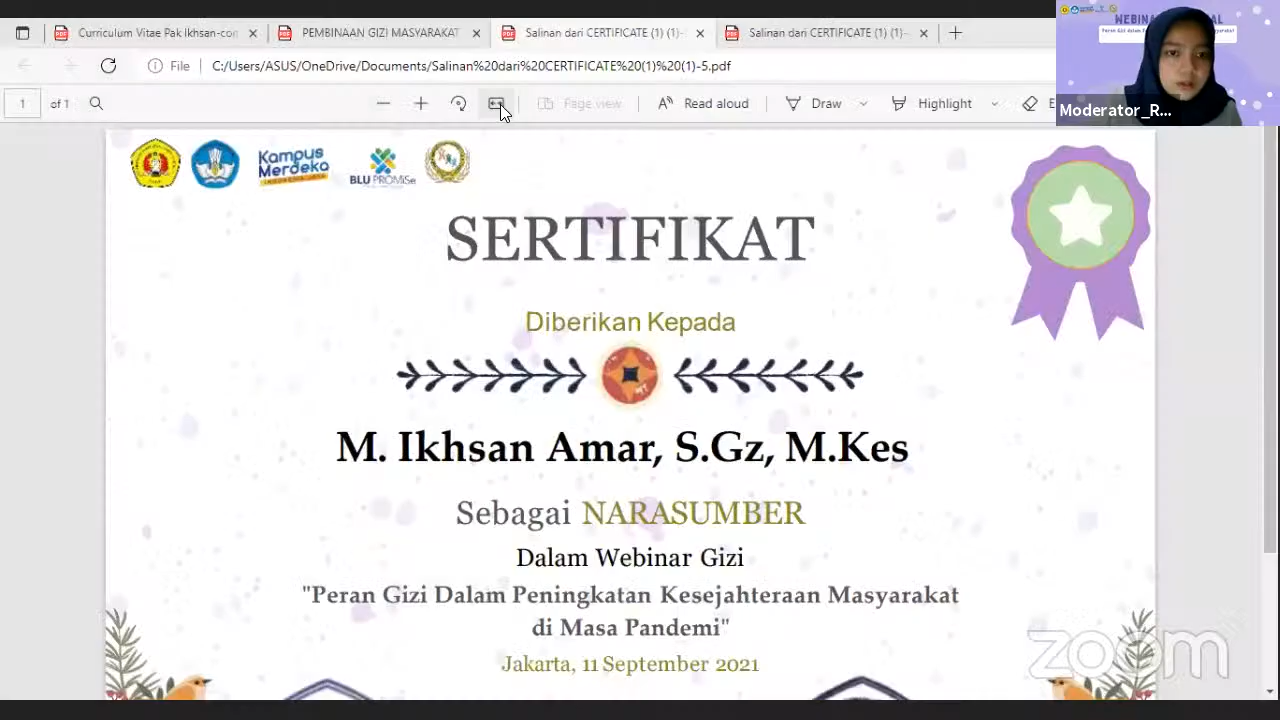 Curriculum Vitae Pak Ikhsan-con
PEMBINAAN GIZI MASYARAKAT
Salinan dari CERTIFICATE (1) (1)-
Salinan dari CERTIFICATE (1) (1)-
File
C:/Users/ASUS/OneDrive/Documents/Salinan%20dari%20CERTIFICATE%20(1)%20(1)-5.pdf
1 of 1
Page view
Read aloud
Draw
Highlight
Moderator_R...
Kampus Merdeka
BLU PROMISe
SERTIFIKAT
Diberikan Kepada
M. Ikhsan Amar, S.Gz, M.Kes
Sebagai NARASUMBER
Dalam Webinar Gizi
"Peran Gizi Dalam Peningkatan Kesejahteraan Masyarakat
di Masa Pandemi"
Jakarta, 11 September 2021
zoom